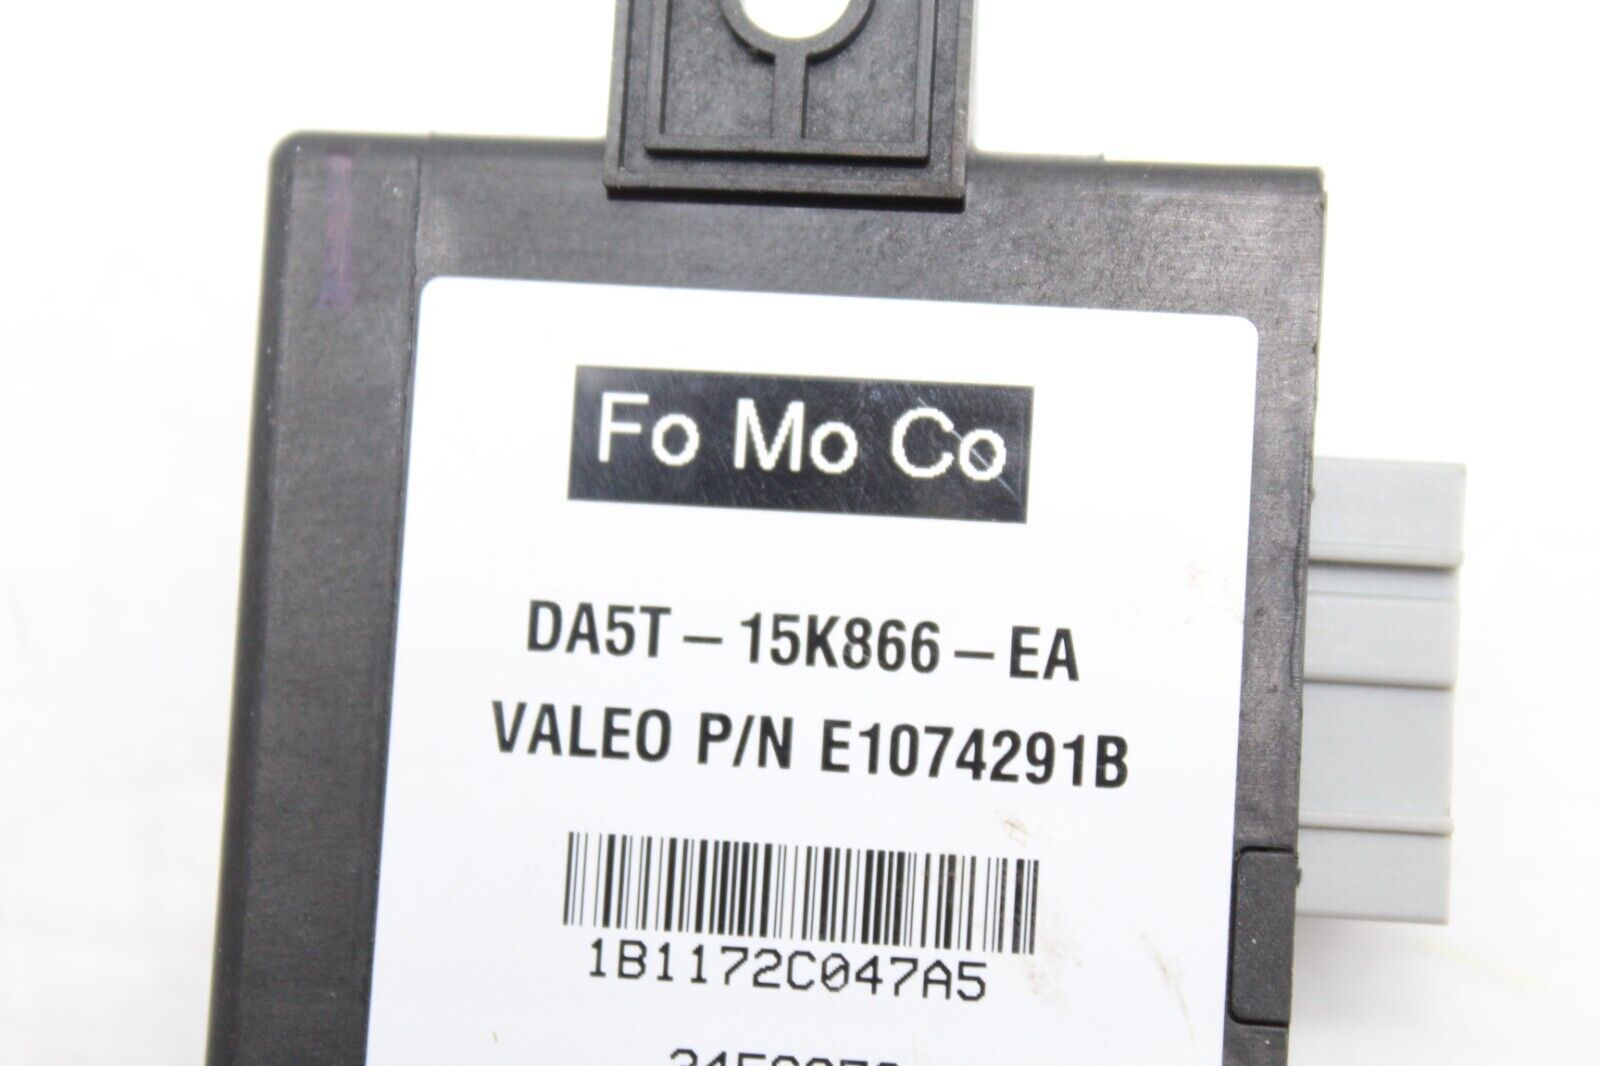 Fo Mo Co
DA5T – 15K866 – EA
VALEO P/N E1074291B
1B1172C047A5